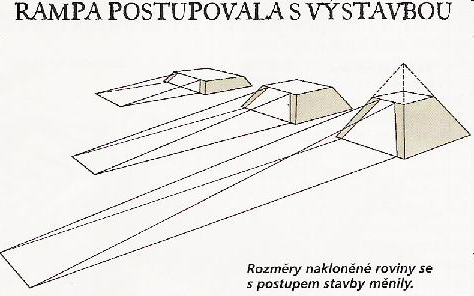 RAMPA POSTUPOVALA S VÝSTAVBOU
Rozměry nakloněné roviny se
s postupem stavby měnily.